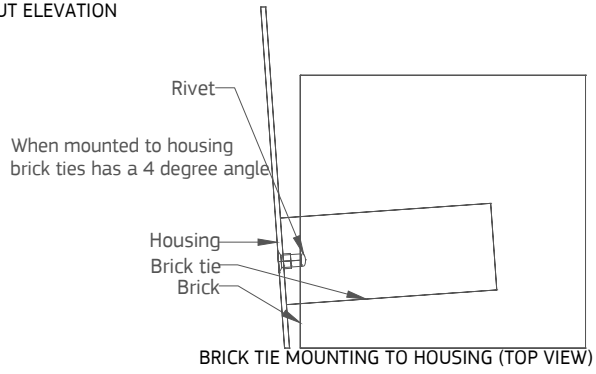 UT ELEVATION
Rivet
When mounted to housing
brick ties has a 4 degree angle
Housing
Brick tie
Brick
BRICK TIE MOUNTING TO HOUSING (TOP VIEW)